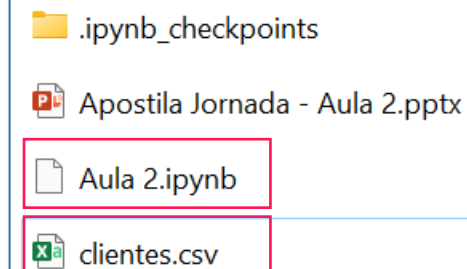 .ipynb_checkpoints
Apostila Jornada - Aula 2.pptx
Aula 2.ipynb
clientes.csv